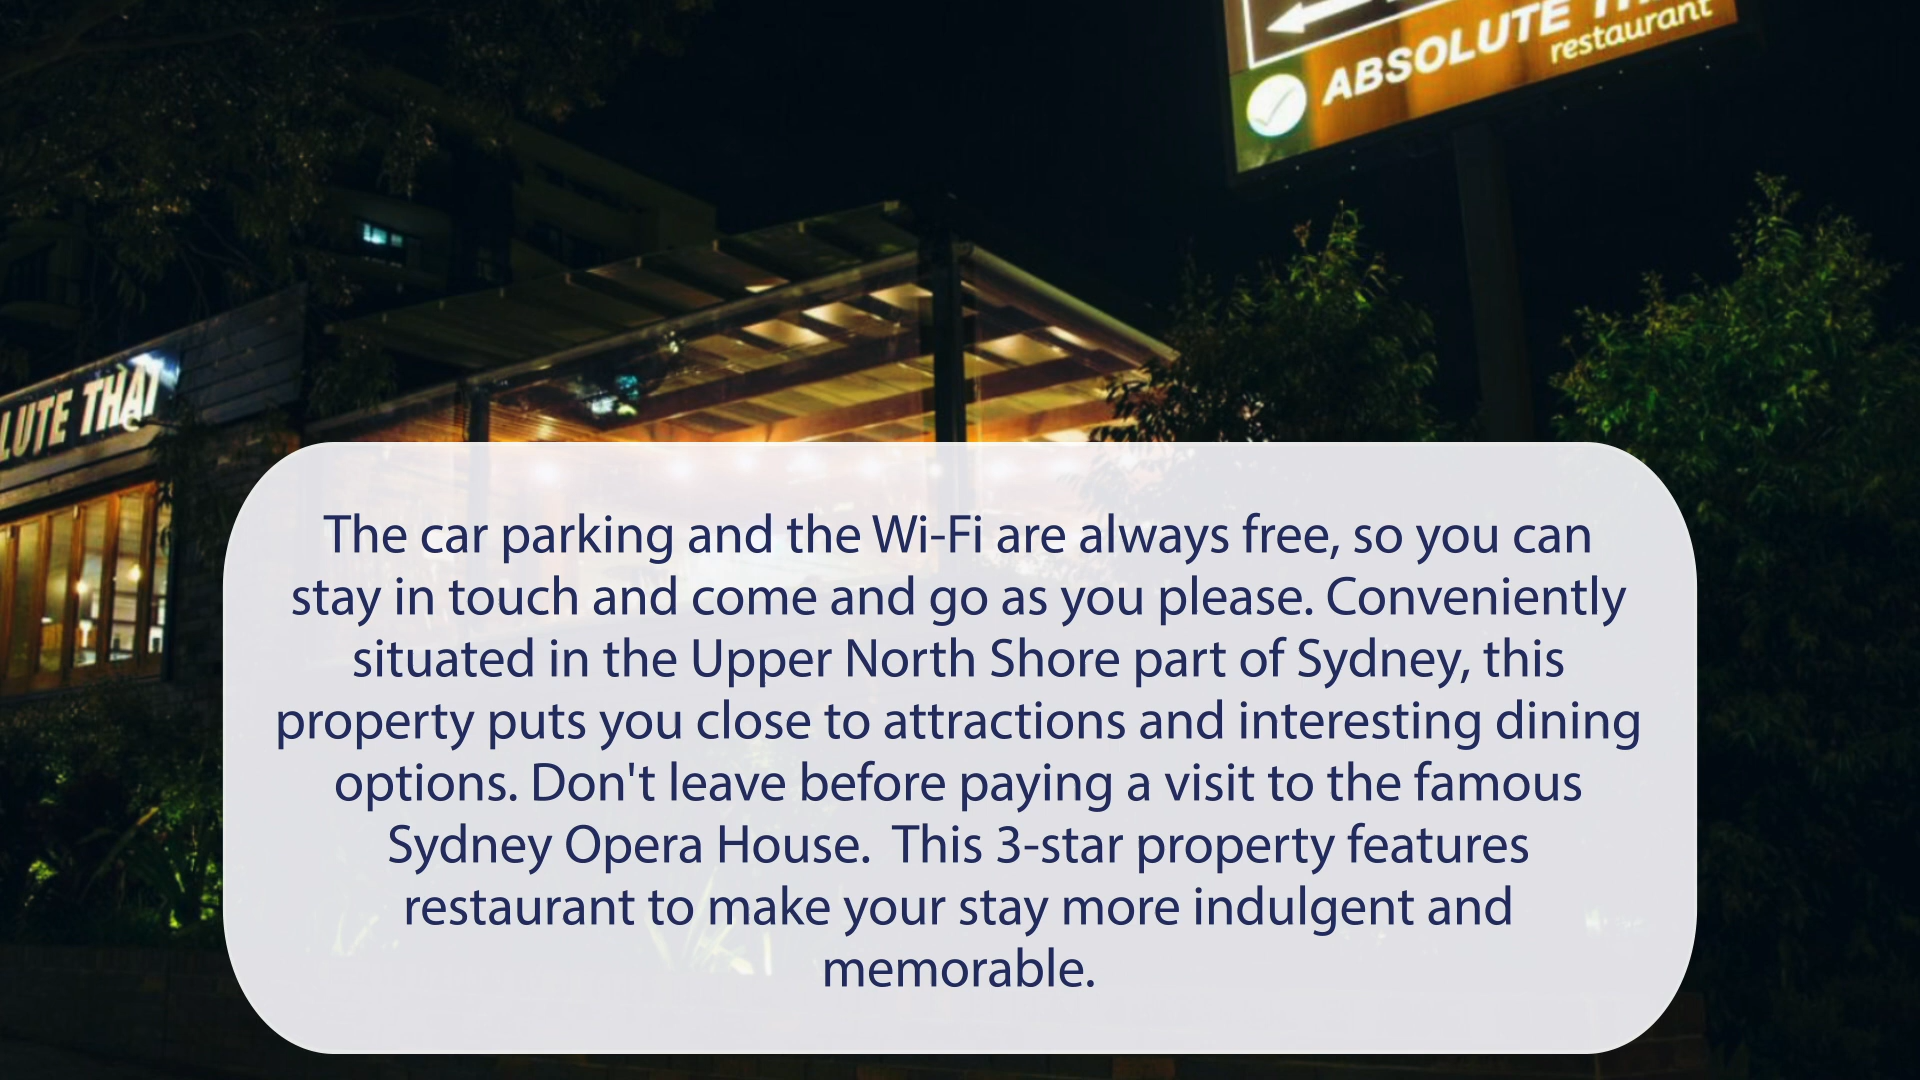 ABSOLUTE
restaurant
LUTE THAI
The car parking and the Wi-Fi are always free, so you can
stay in touch and come and go as you please. Conveniently
situated in the Upper North Shore part of Sydney, this
property puts you close to attractions and interesting dining
options. Don't leave before paying a visit to the famous
Sydney Opera House.  This 3-star property features
restaurant to make your stay more indulgent and
memorable.